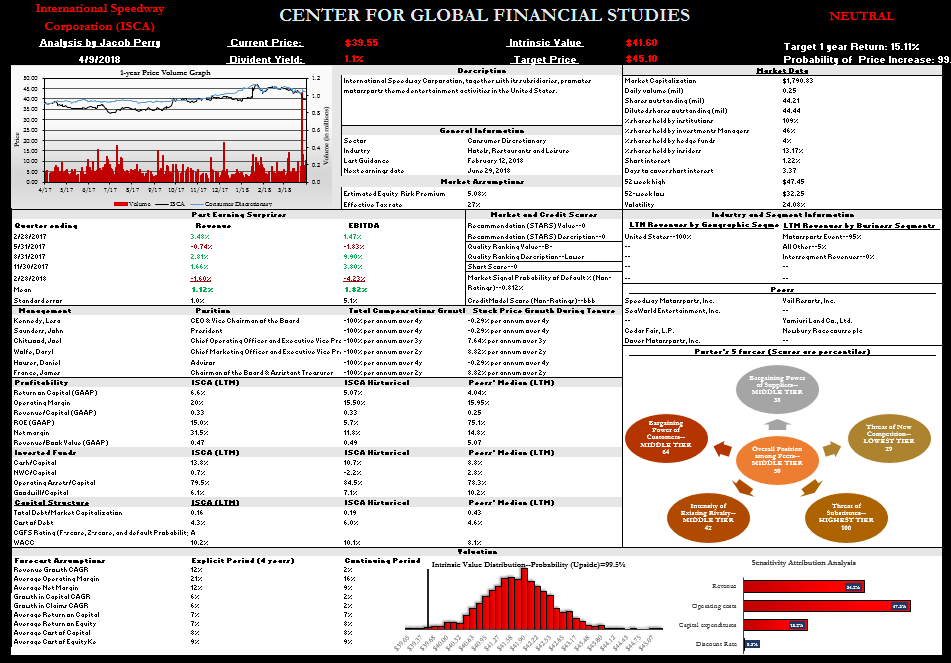 International Speedway
Corporation (ISCA)
CENTER FOR GLOBAL FINANCIAL STUDIES
NEUTRAL
Analysis by Jacob Perry Current Price: $39.55 Intrinsic Value $41.60 Target 1 year Return: 15.11%
4/9/2018 Divident Yield: 1.1% Target Price $45.10 Probability of Price Increase: 99.
1-year Price Volume Graph
50.00 45.00 40.00 35.00 30.00 25.00 20.00 15.00 10.00 5.00 0.00
Price
1.2 1.0 0.8 0.6 0.4 0.2 0.0
Volume (in millions)
4/17 5/17 6/17 7/17 8/17 9/17 10/17 11/17 12/17 1/18 2/18 3/18
Volume ISCA Consumer Discretionary
Description
International Speedway Corporation, together with its subsidiaries, promotes
motorsports themed entertainment activities in the United States.
General Information
Sector Consumer Discretionary
Industry Hotels, Restaurants and Leisure
Last Guidance February 12, 2018
Next earnings date June 29, 2018
Market Assumptions
Estimated Equity Risk Premium 5.08%
Effective Tax rate 27%
Market Data
Market Capitalization $1,790.83
Daily volume (mil) 0.25
Shares outstanding (mil) 44.21
Diluted shares outstanding (mil) 44.44
% shares held by institutions 109%
% shares held by investments Managers 46%
% shares held by hedge funds 4%
% shares held by insiders 13.17%
Short interest 1.22%
Days to cover short interest 3.37
52 week high $47.45
52-week low $32.25
Volatility 24.08%
Past Earning Surprises
Quarter ending Revenue EBITDA
2/28/2017 3.48% 1.47%
5/31/2017 -0.74% -1.83%
8/31/2017 2.81% 9.90%
11/30/2017 1.66% 3.80%
2/28/2018 -1.60% -4.23%
Mean 1.12% 1.82%
Standard error 1.0% 5.1%
Market and Credit Scores
Recommendation (STARS) Value--0
Recommendation (STARS) Description--0
Quality Ranking Value--B-
Quality Ranking Description--Lower
Short Score--0
Market Signal Probability of Default % (Non-
Ratings)--0.812%
CreditModel Score (Non-Ratings)--bbb
Industry and Segment Information
LTM Revenues by Geographic Segme LTM Revenues by Business Segments
United States--100% Motorsports Event--95%
-- All Other--5%
-- Intersegment Revenues--0%
-- --
-- --
Peers
Speedway Motorsports, Inc. Vail Resorts, Inc.
SeaWorld Entertainment, Inc. --
-- Yomiuri Land Co., Ltd.
Cedar Fair, L.P. Newbury Racecourse plc
Dover Motorsports, Inc. --
Management Position Total Compensations Growtl Stock Price Growth During Tenure
Kennedy, Lesa CEO & Vice Chairman of the Board -100% per annum over 4y -0.29% per annum over 4y
Saunders, John President -100% per annum over 4y -0.29% per annum over 4y
Chitwood, Joel Chief Operating Officer and Executive Vice Pre -100% per annum over 3y 7.64% per annum over 3y
Wolfe, Daryl Chief Marketing Officer and Executive Vice Pre -100% per annum over 2y 8.82% per annum over 2y
Houser, Daniel Advisor -100% per annum over 4y -0.29% per annum over 4y
France, James Chairman of the Board & Assistant Treasurer -100% per annum over 2y 8.82% per annum over 2y
Profitability ISCA (LTM) ISCA Historical Peers' Median (LTM)
Return on Capital (GAAP) 6.6% 5.07% 4.04%
Operating Margin 20% 15.50% 15.95%
Revenue/Capital (GAAP) 0.33 0.33 0.25
ROE (GAAP) 15.0% 5.7% 75.1%
Net margin 31.5% 11.8% 14.8%
Revenue/Book Value (GAAP) 0.47 0.49 5.07
Invested Funds ISCA (LTM) ISCA Historical Peers' Median (LTM)
Cash/Capital 13.8% 10.7% 8.8%
NWC/Capital 0.7% -2.2% 2.8%
Operating Assets/Capital 79.5% 84.5% 78.3%
Goodwill/Capital 6.1% 7.1% 10.2%
Capital Structure ISCA (LTM) ISCA Historical Peers' Median (LTM)
Total Debt/Market Capitalization 0.16 0.19 0.43
Cost of Debt 4.3% 6.0% 4.6%
CGFS Rating (F-score, Z-score, and default Probability A
WACC 10.2% 10.1% 8.1%
Porter's 5 forces (Scores are percentiles)
Bargaining Power
of Suppliers--
MIDDLE TIER
38
Bargaining
Power of
Customers--
MIDDLE TIER
64
Threat of New
Competition--
LOWEST TIER
29
Overall Position
among Peers--
MIDDLE TIER
50
Intensity of
Existing Rivalry--
MIDDLE TIER
42
Threat of
Substitutes--
HIGHEST TIER
100
Valuation
Forecast Assumptions Explicit Period (4 years) Continuing Period
Revenue Growth CAGR 12% 2%
Average Operating Margin 21% 16%
Average Net Margin 12% 9%
Growth in Capital CAGR 6% 2%
Growth in Claims CAGR 6% 2%
Average Return on Capital 7% 7%
Average Return on Equity 7% 8%
Average Cost of Capital 8% 8%
Average Cost of Equity Ke 9% 9%
Intrinsic Value Distribution--Probability (Upside)=99.5%
Sensitivity Attribution Analysis
Revenue
Operating costs
Capital expenditures
Discount Rate